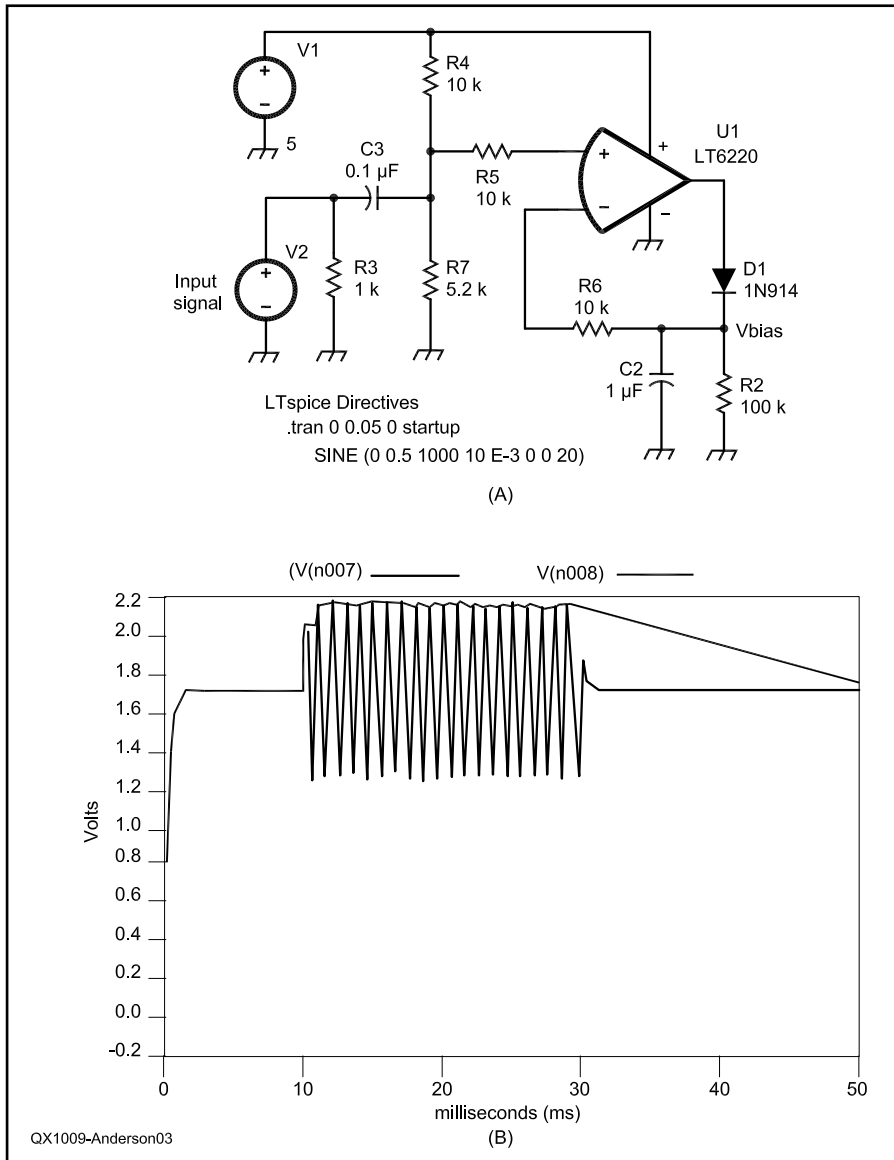 V1
+
−
5
R4
10 k
C3
0.1 µF
R5
10 k
U1
LT6220
+
−
+
−
V2
+
−
Input
signal
R3
1 k
R7
5.2 k
R6
10 k
D1
1N914
Vbias
C2
1 µF
R2
100 k
LTspice Directives
.tran 0 0.05 0 startup
SINE (0 0.5 1000 10 E-3 0 0 20)
(A)
(V(n007)
V(n008)
2.2
2.0
1.8
1.6
1.4
1.2
1.0
0.8
0.6
0.4
0.2
0.0
-0.2
Volts
0 10 20 30 40 50
milliseconds (ms)
QX1009-Anderson03
(B)